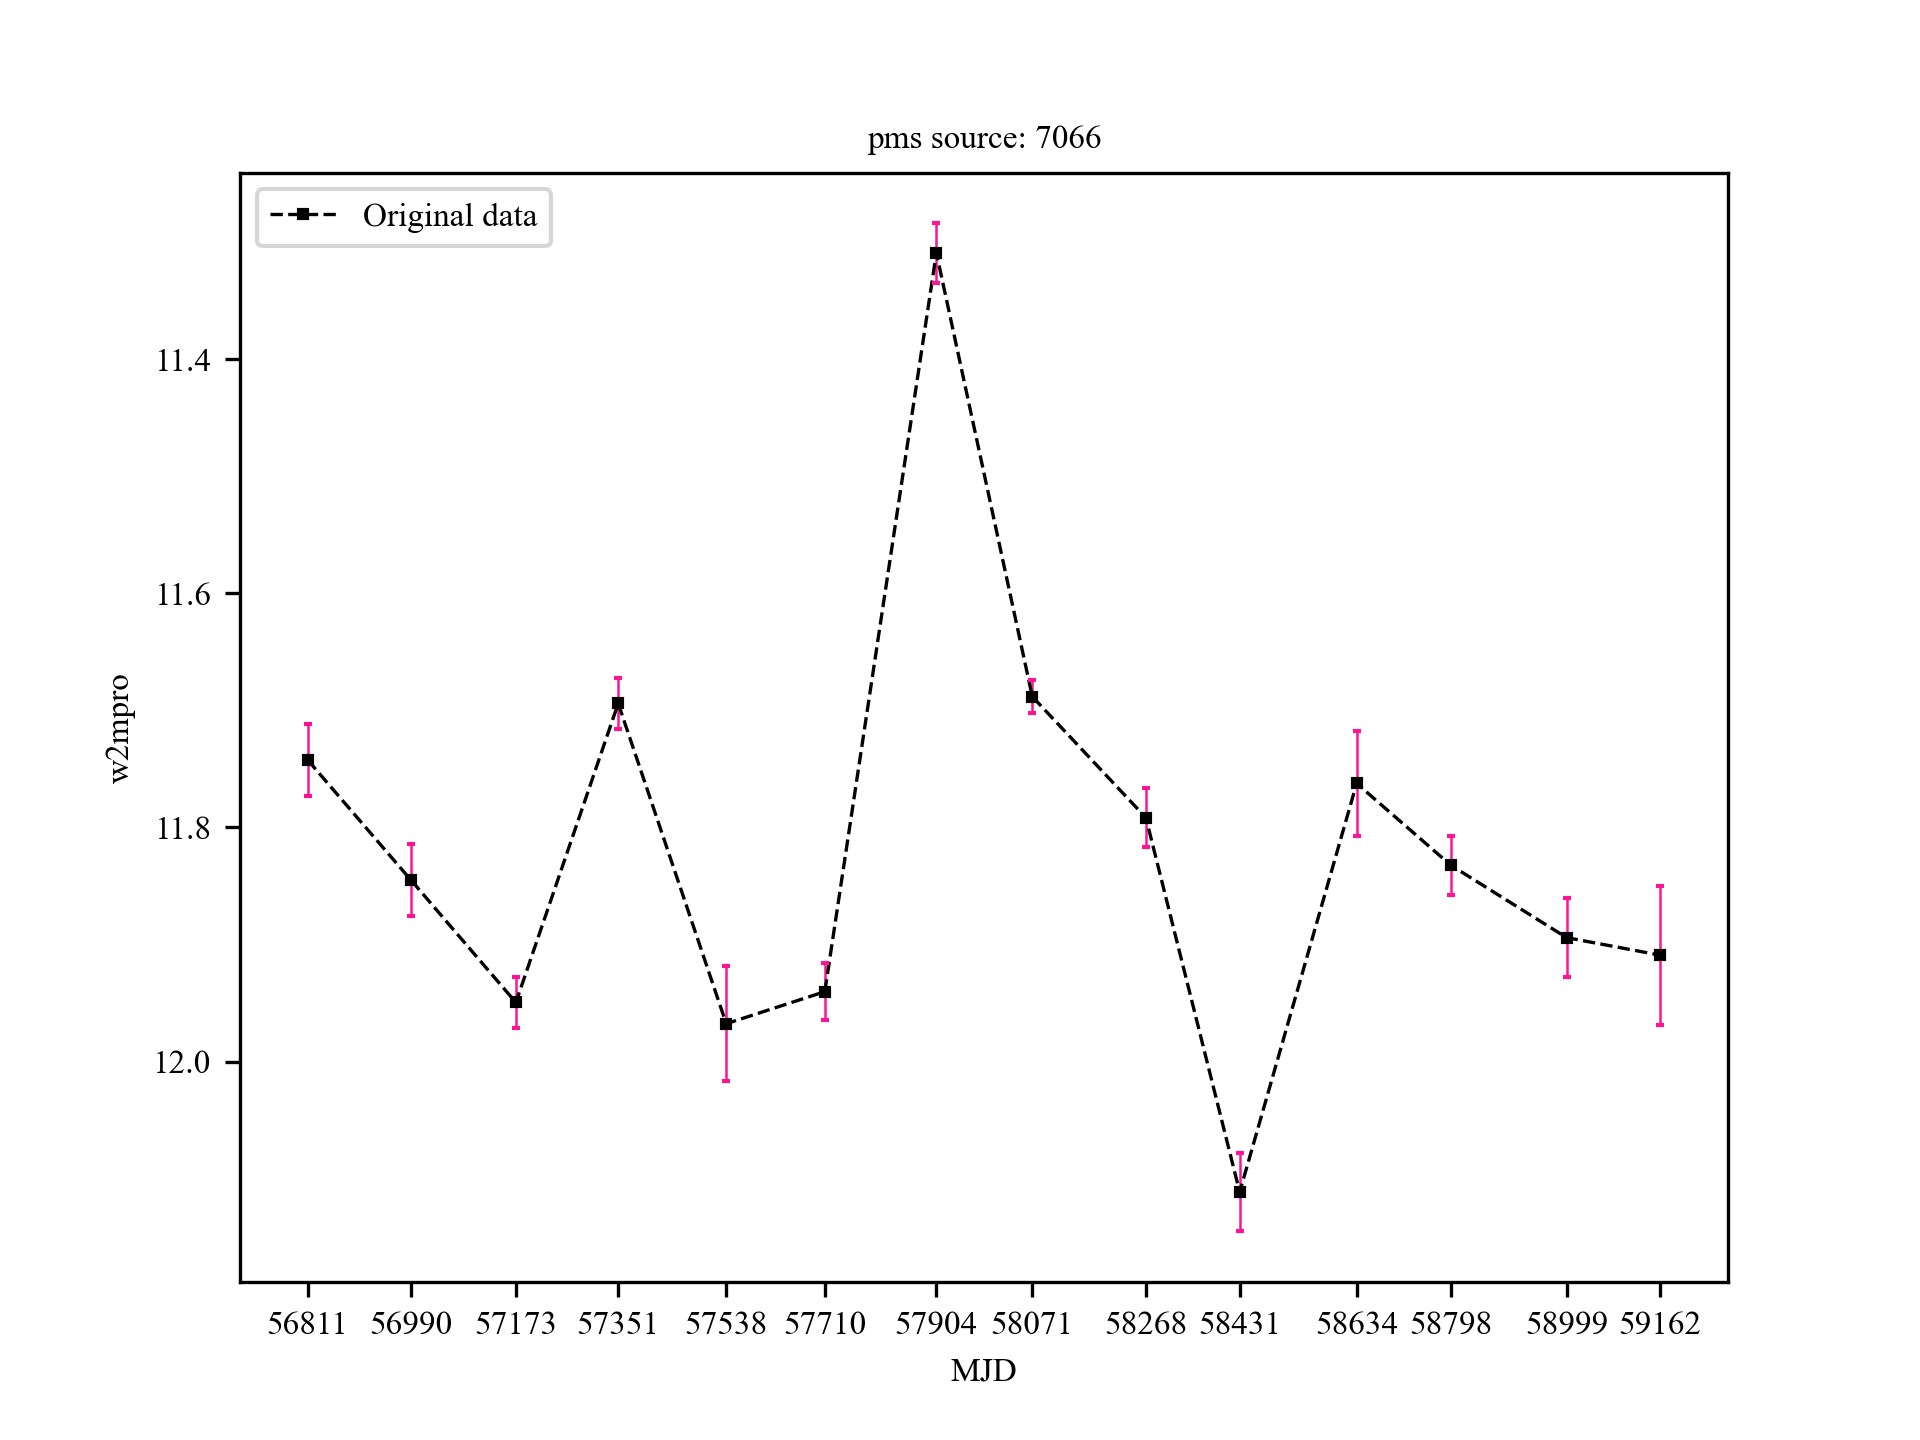 pms source: 7066
Original data
11.4
11.6
11.8
12.0
w2mpro
56811 56990 57173 57351 57538 57710 57904 58071 58268 58431 58634 58798 58999 59162
MJD